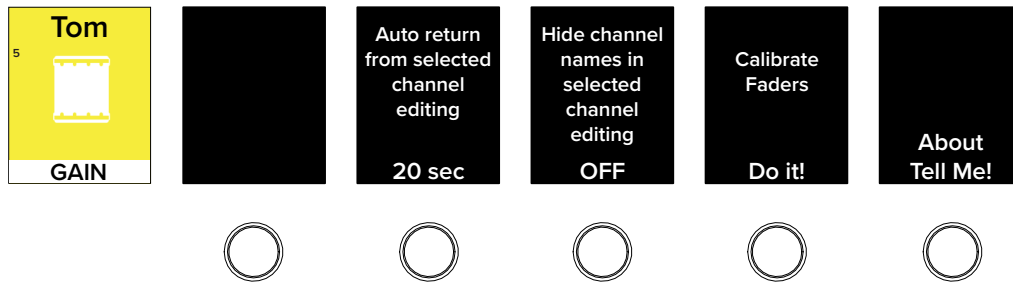 Tom
5
GAIN
Auto return
from selected
channel
editing
20 sec
Hide channel
names in
selected
channel
editing
OFF
Calibrate
Faders
Do it!
About
Tell Me!